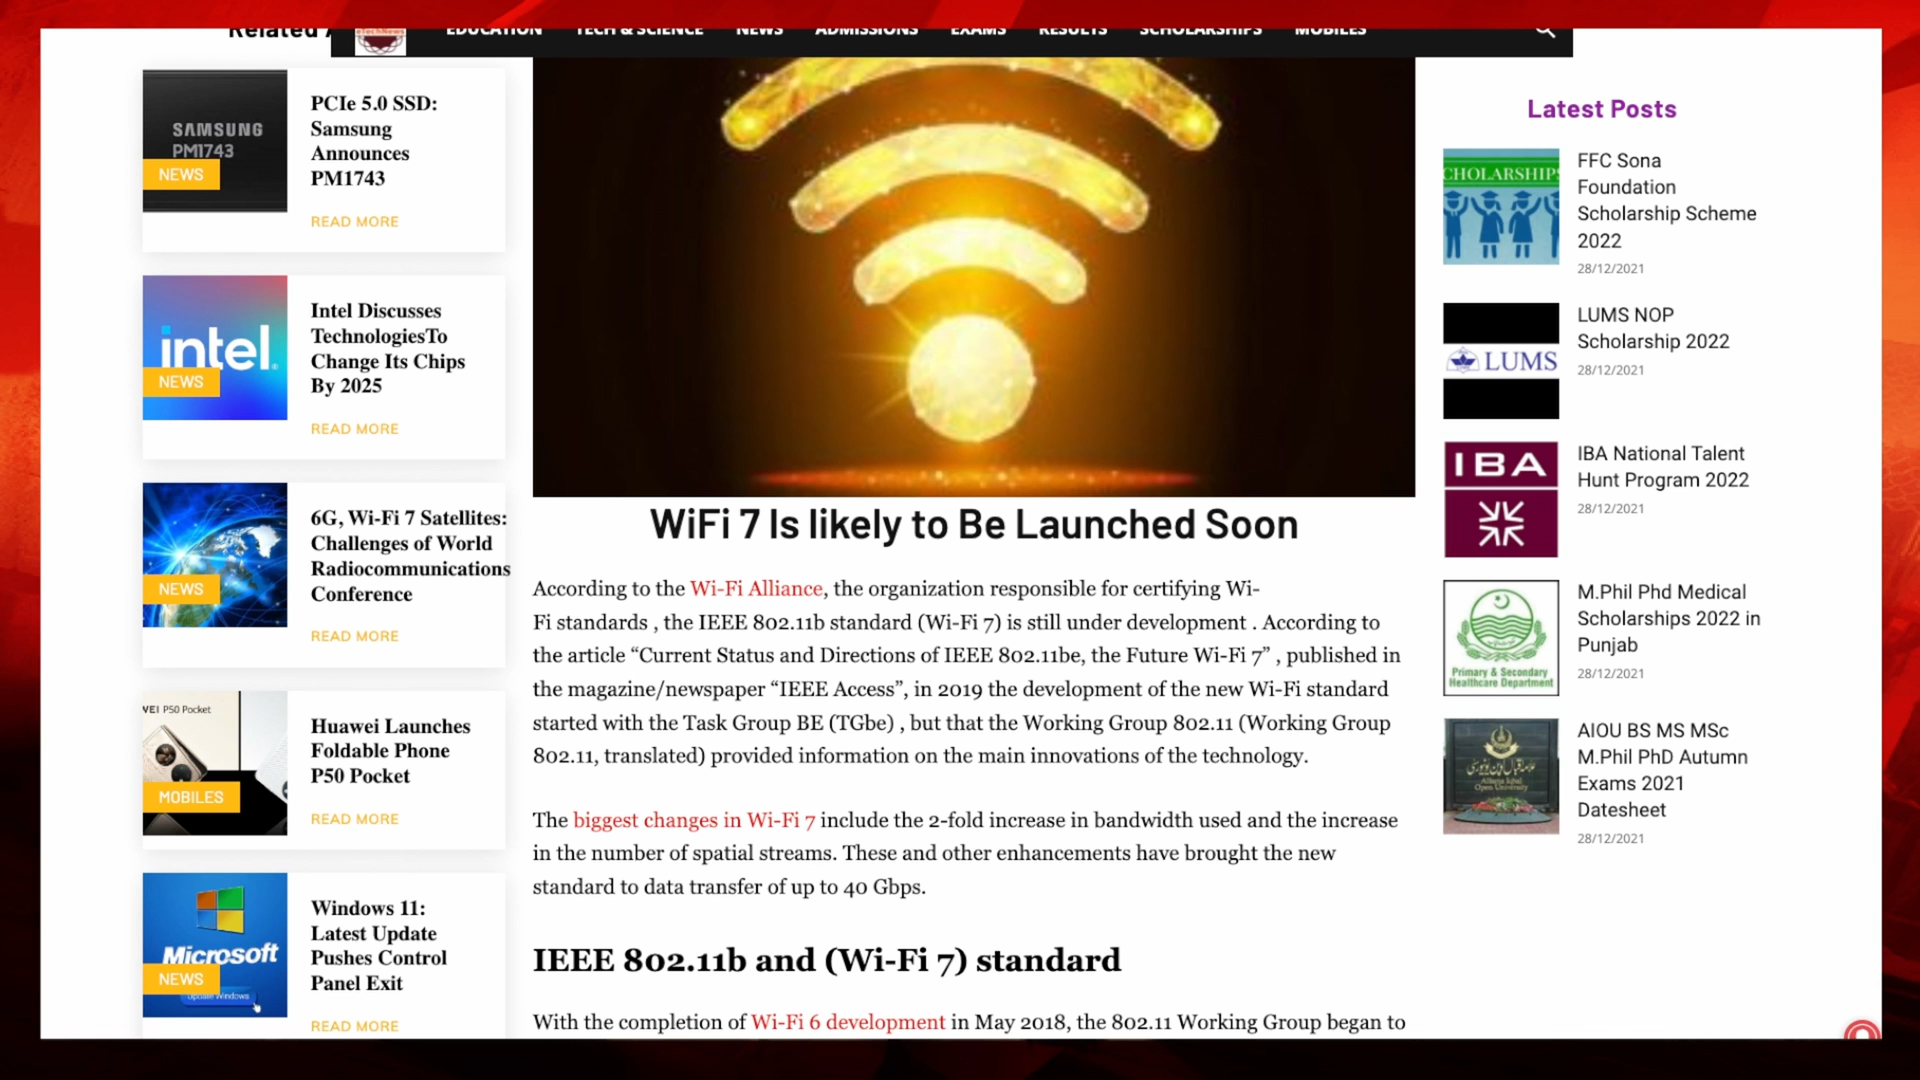 Related
eTechNews
EDUCATION TECH & SCIENCE NEWS ADMISSIONS EXAMS RESULTS SCHOLARSHIPS MOBILES
SAMSUNG
PM1743
NEWS
PCIe 5.0 SSD:
Samsung
Announces
PM1743
READ MORE
intel.
NEWS
Intel Discusses
TechnologiesTo
Change Its Chips
By 2025
READ MORE
NEWS
6G, Wi-Fi 7 Satellites:
Challenges of World
Radiocommunications
Conference
READ MORE
WEI P50 Pocket
MOBILES
Huawei Launches
Foldable Phone
P50 Pocket
READ MORE
Microsoft
NEWS
Update Windows
Windows 11:
Latest Update
Pushes Control
Panel Exit
READ MORE
WiFi 7 Is likely to Be Launched Soon
According to the Wi-Fi Alliance, the organization responsible for certifying Wi-
Fi standards , the IEEE 802.11b standard (Wi-Fi 7) is still under development . According to
the article “Current Status and Directions of IEEE 802.11be, the Future Wi-Fi 7” , published in
the magazine/newspaper “IEEE Access”, in 2019 the development of the new Wi-Fi standard
started with the Task Group BE (TGbe) , but that the Working Group 802.11 (Working Group
802.11, translated) provided information on the main innovations of the technology.
The biggest changes in Wi-Fi 7 include the 2-fold increase in bandwidth used and the increase
in the number of spatial streams. These and other enhancements have brought the new
standard to data transfer of up to 40 Gbps.
IEEE 802.11b and (Wi-Fi 7) standard
With the completion of Wi-Fi 6 development in May 2018, the 802.11 Working Group began to
Latest Posts
CHOLARSHIPS
FFC Sona
Foundation
Scholarship Scheme
2022
28/12/2021
LUMS
LUMS NOP
Scholarship 2022
28/12/2021
IBA
IBA National Talent
Hunt Program 2022
28/12/2021
Primary & Secondary
Healthcare Department
M.Phil Phd Medical
Scholarships 2022 in
Punjab
28/12/2021
Allama Iqbal
Open University
AIOU BS MS MSc
M.Phil PhD Autumn
Exams 2021
Datesheet
28/12/2021